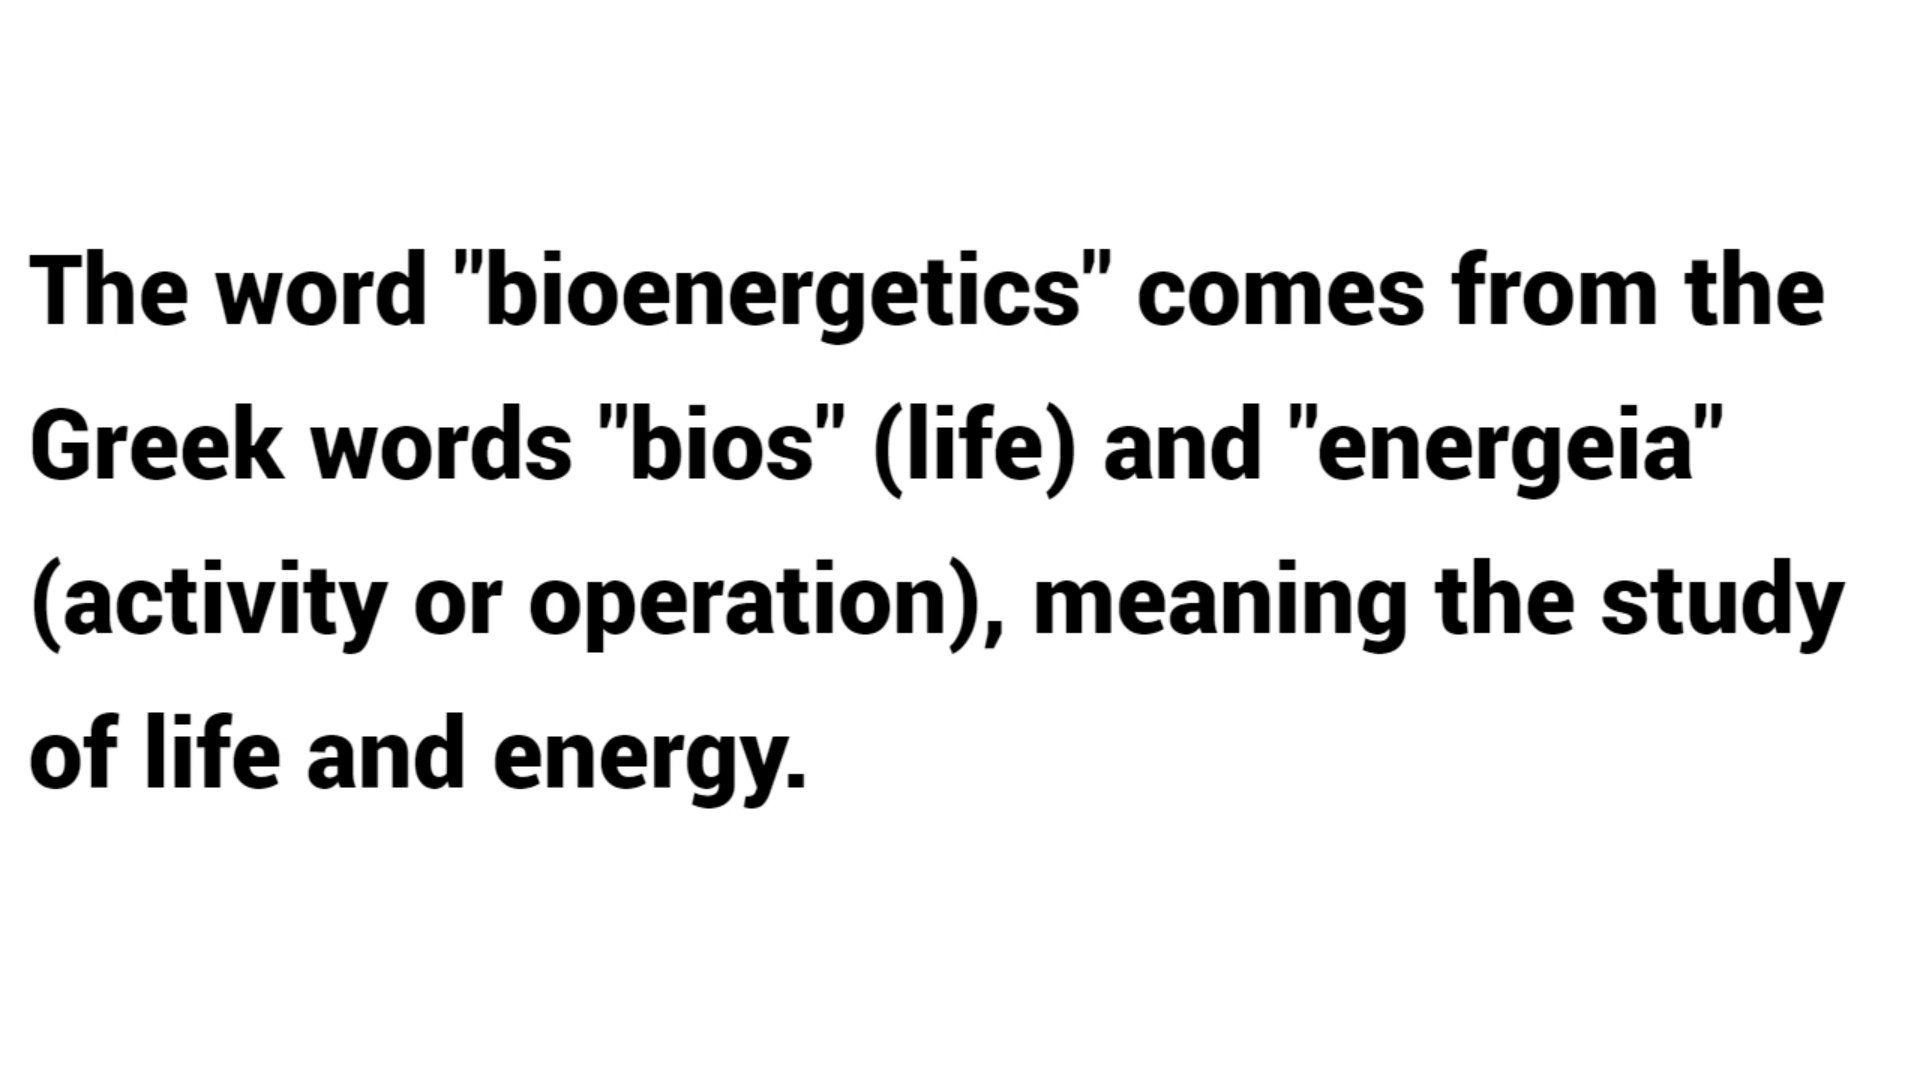 The word "bioenergetics" comes from the
Greek words "bios" (life) and "energeia"
(activity or operation), meaning the study
of life and energy.